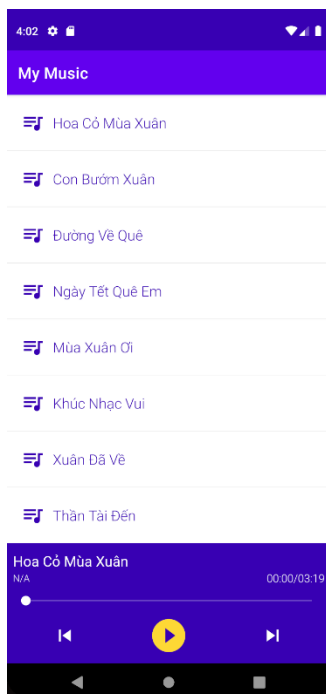 4:02
My Music
Hoa Cỏ Mùa Xuân
Con Bướm Xuân
Đường Về Quê
Ngày Tết Quê Em
Mùa Xuân Ơi
Khúc Nhạc Vui
Xuân Đã Về
Thần Tài Đến
Hoa Cỏ Mùa Xuân
N/A 00:00/03:19